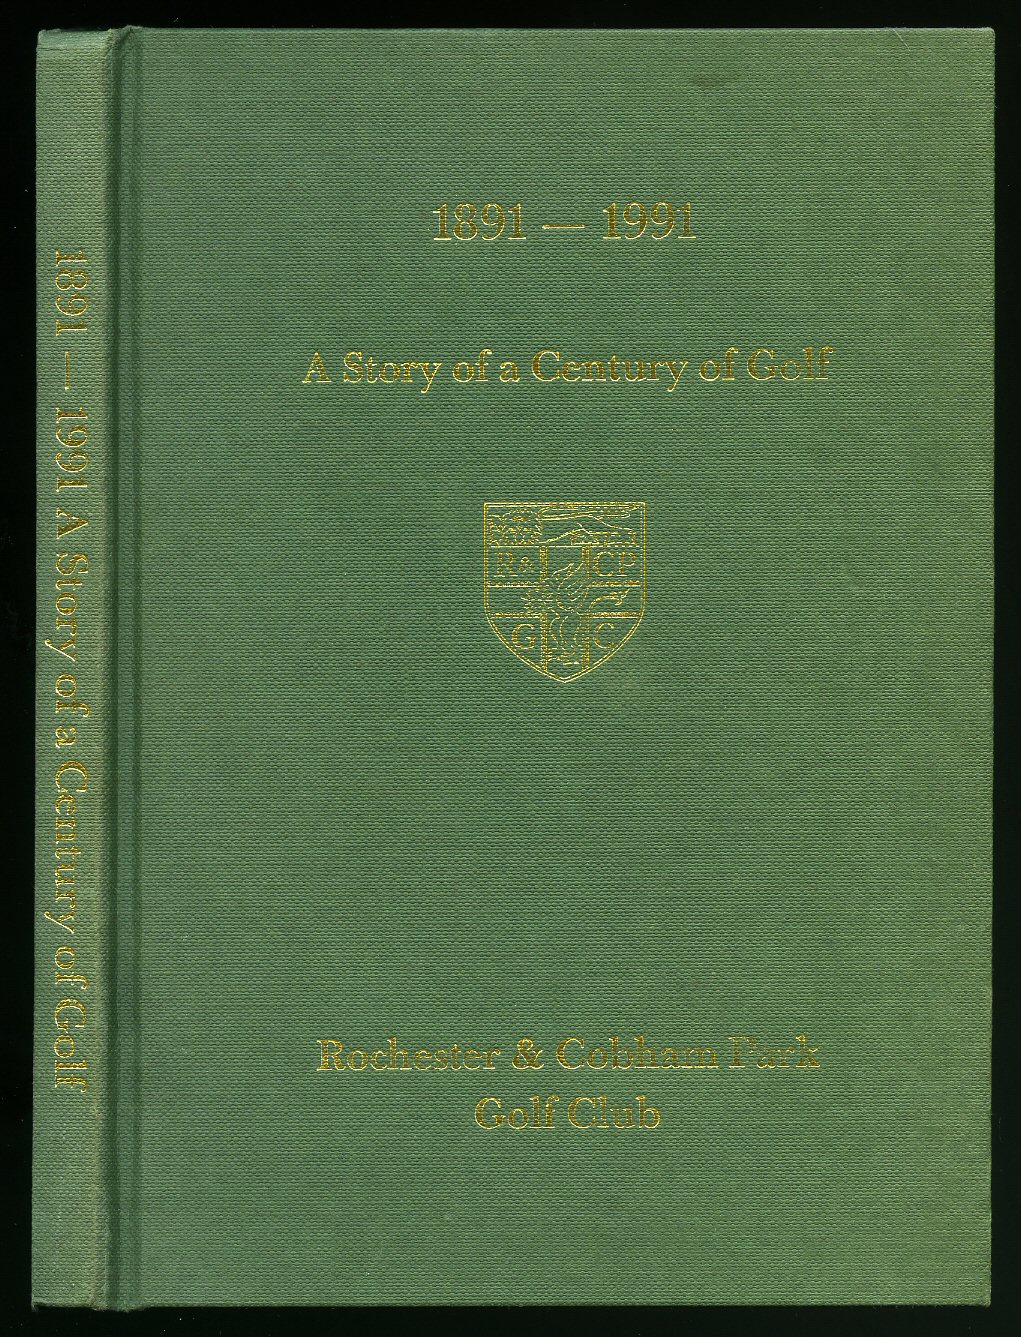 1891 — 1991 A Story of a Century of Golf
1891 — 1991
A Story of a Century of Golf
R & CP
G C
Rochester & Cobham Park
Golf Club